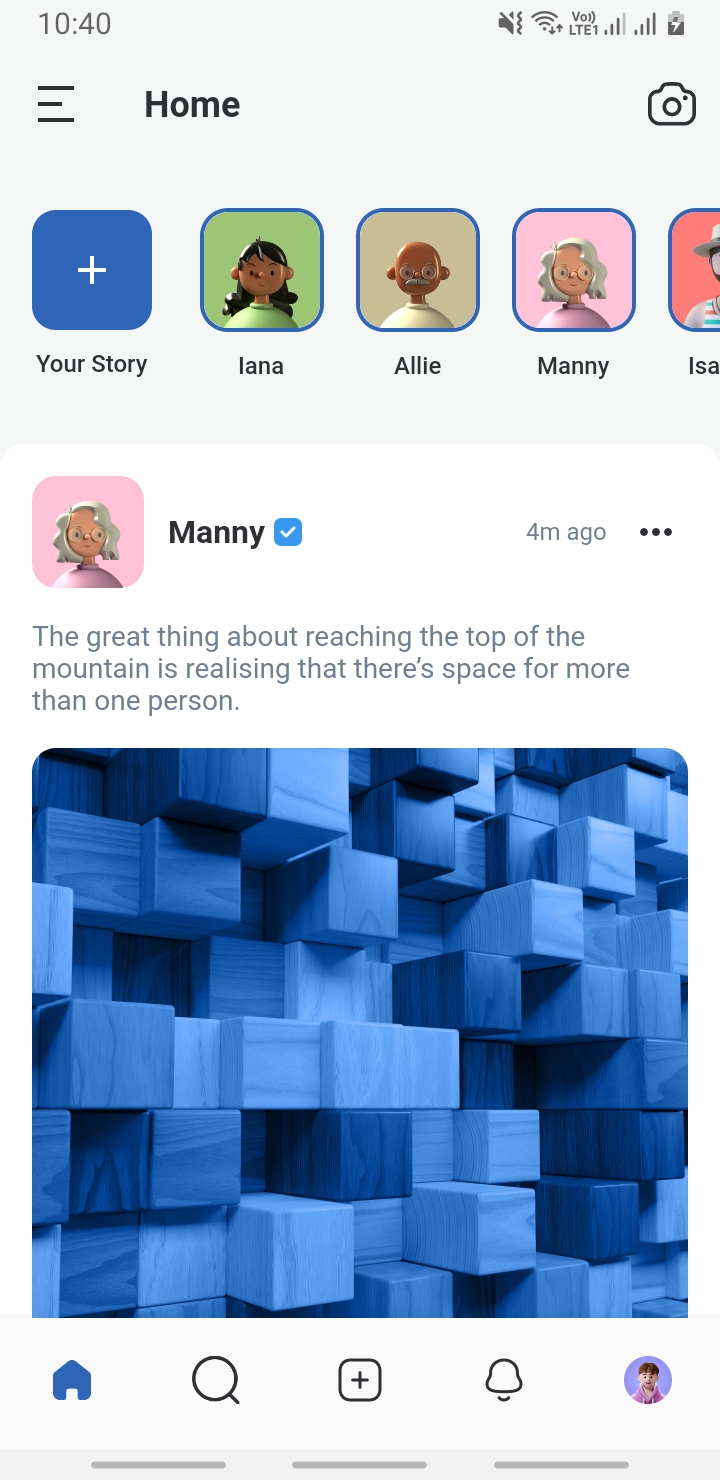 10:40
Vo))
LTE1
Home
Your Story
Iana
Allie
Manny
Isa
Manny
4m ago
The great thing about reaching the top of the
mountain is realising that there’s space for more
than one person.